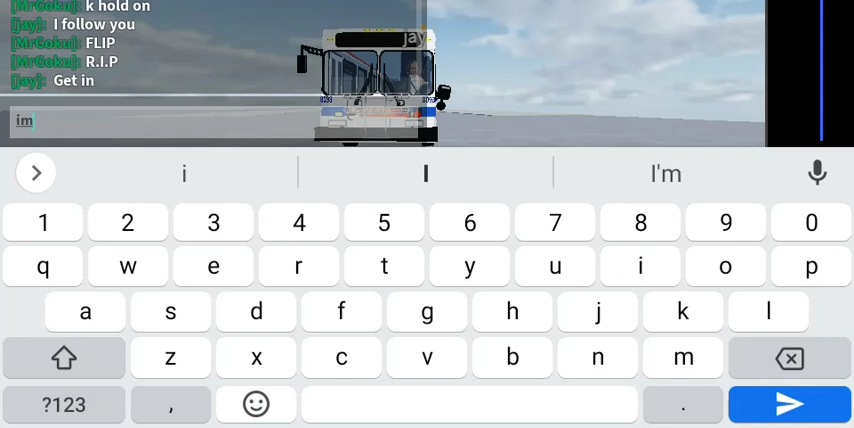 [MrGoku]: k hold on
[jay]: I follow you
[MrGoku]: FLIP
[MrGoku]: R.I.P
[jay]: Get in
jay
im
i I I'm
1 2 3 4 5 6 7 8 9 0
q w e r t y u i o p
a s d f g h j k l
z x c v b n m
?123 , .